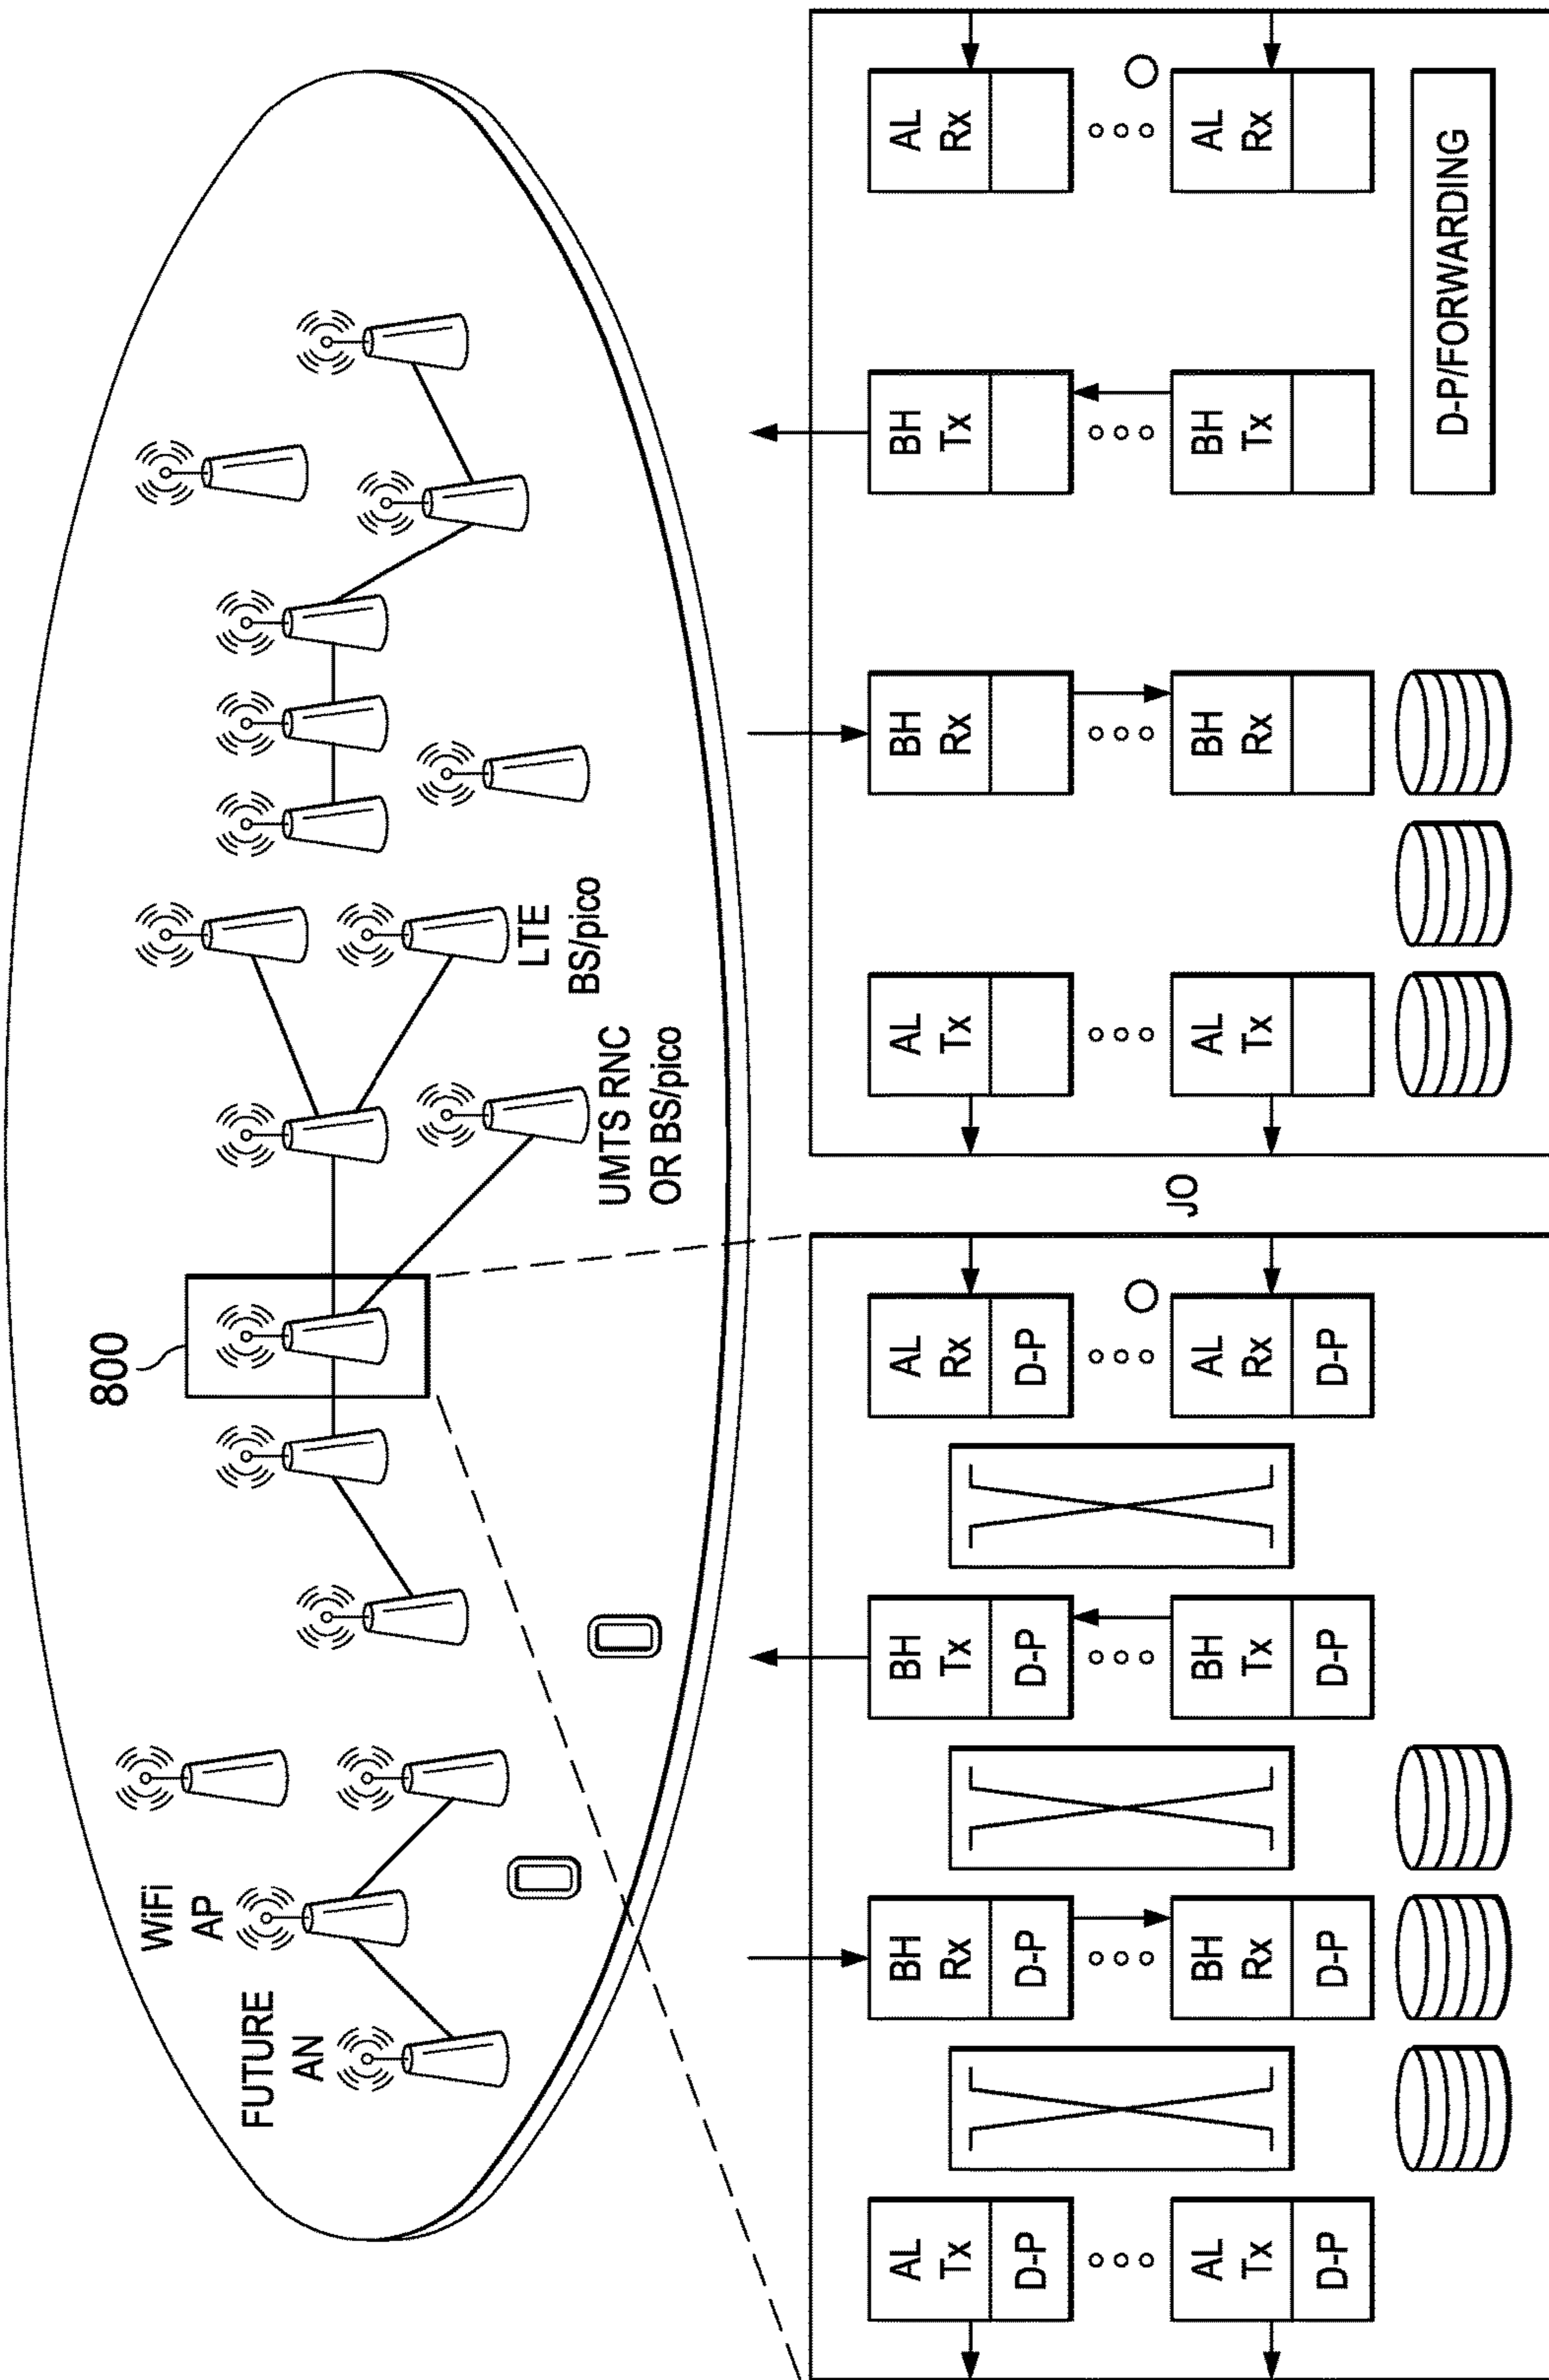 800
WiFi
AP
FUTURE
AN
LTE
BS/pico
UMTS RNC
OR BS/pico
AL
Tx
D-P
BH
Rx
D-P
BH
Tx
D-P
AL
Rx
D-P
AL
Tx
D-P
BH
Rx
D-P
BH
Tx
D-P
AL
Rx
D-P
JO
AL
Tx
BH
Rx
BH
Tx
AL
Rx
AL
Tx
BH
Rx
BH
Tx
AL
Rx
D-P/FORWARDING